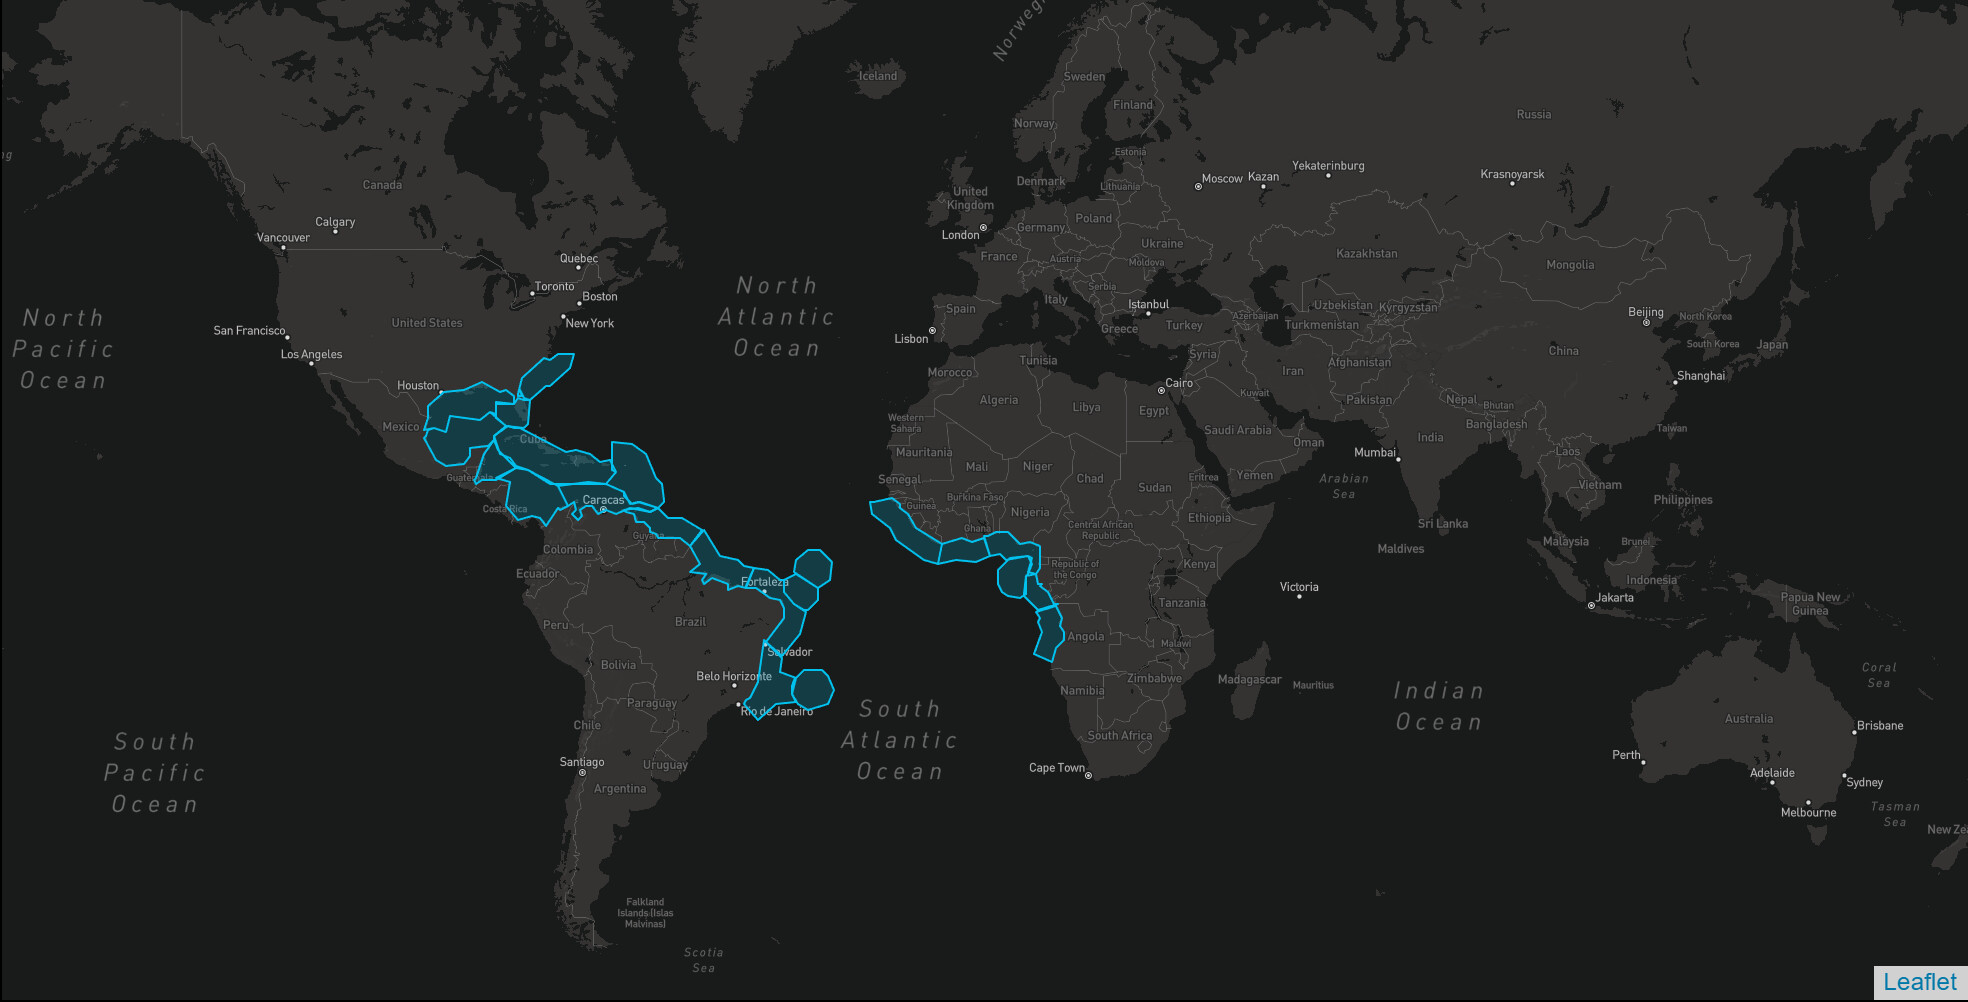 Norweg
Iceland
Sweden
Finland
Norway
Russia
Estonia
ng
Yekaterinburg
Krasnoyarsk
Moscow
Kazan
Canada
Denmark
Lithuania
United
Kingdom
Calgary
Poland
Vancouver
London
Germany
Ukraine
Quebec
France
Austria
Moldova
Kazakhstan
Mongolia
Toronto
Boston
Serbia
North
Atlantic
Ocean
Italy
Istanbul
Spain
Uzbekistan
Kyrgyzstan
Beijing
North
Pacific
Ocean
San Francisco
United States
New York
Lisbon
Greece
Turkey
Azerbaijan
Turkmenistan
North Korea
South Korea
Japan
Los Angeles
Tunisia
Syria
Afghanistan
China
Houston
Morocco
Iran
Shanghai
Cairo
Algeria
Libya
Egypt
Kuwait
Pakistan
Nepal
Bhutan
Bangladesh
Western
Sahara
Mexico
Cuba
Saudi Arabia
Oman
India
Taiwan
Mauritania
Mali
Niger
Mumbai
Laos
Guatemala
Senegal
Chad
Sudan
Eritrea
Yemen
Arabian
Sea
Vietnam
Philippines
Caracas
Costa Rica
Guinea
Burkina Faso
Nigeria
Ghana
Central African
Republic
Ethiopia
Sri Lanka
Guyana
Colombia
Maldives
Malaysia
Brunei
Ecuador
Fortaleza
Republic of
the Congo
Kenya
Victoria
Indonesia
Jakarta
Papua New
Guinea
Tanzania
Peru
Brazil
Angola
Malawi
Salvador
Bolivia
Belo Horizonte
Zimbabwe
Madagascar
Mauritius
Coral
Sea
Namibia
Indian
Ocean
Paraguay
Rio de Janeiro
South
Atlantic
Ocean
Chile
South Africa
Australia
Brisbane
South
Pacific
Ocean
Santiago
Uruguay
Cape Town
Perth
Adelaide
Sydney
Argentina
Melbourne
Tasman
Sea
New Zea
Falkland
Islands (Islas
Malvinas)
Scotia
Sea
Leaflet